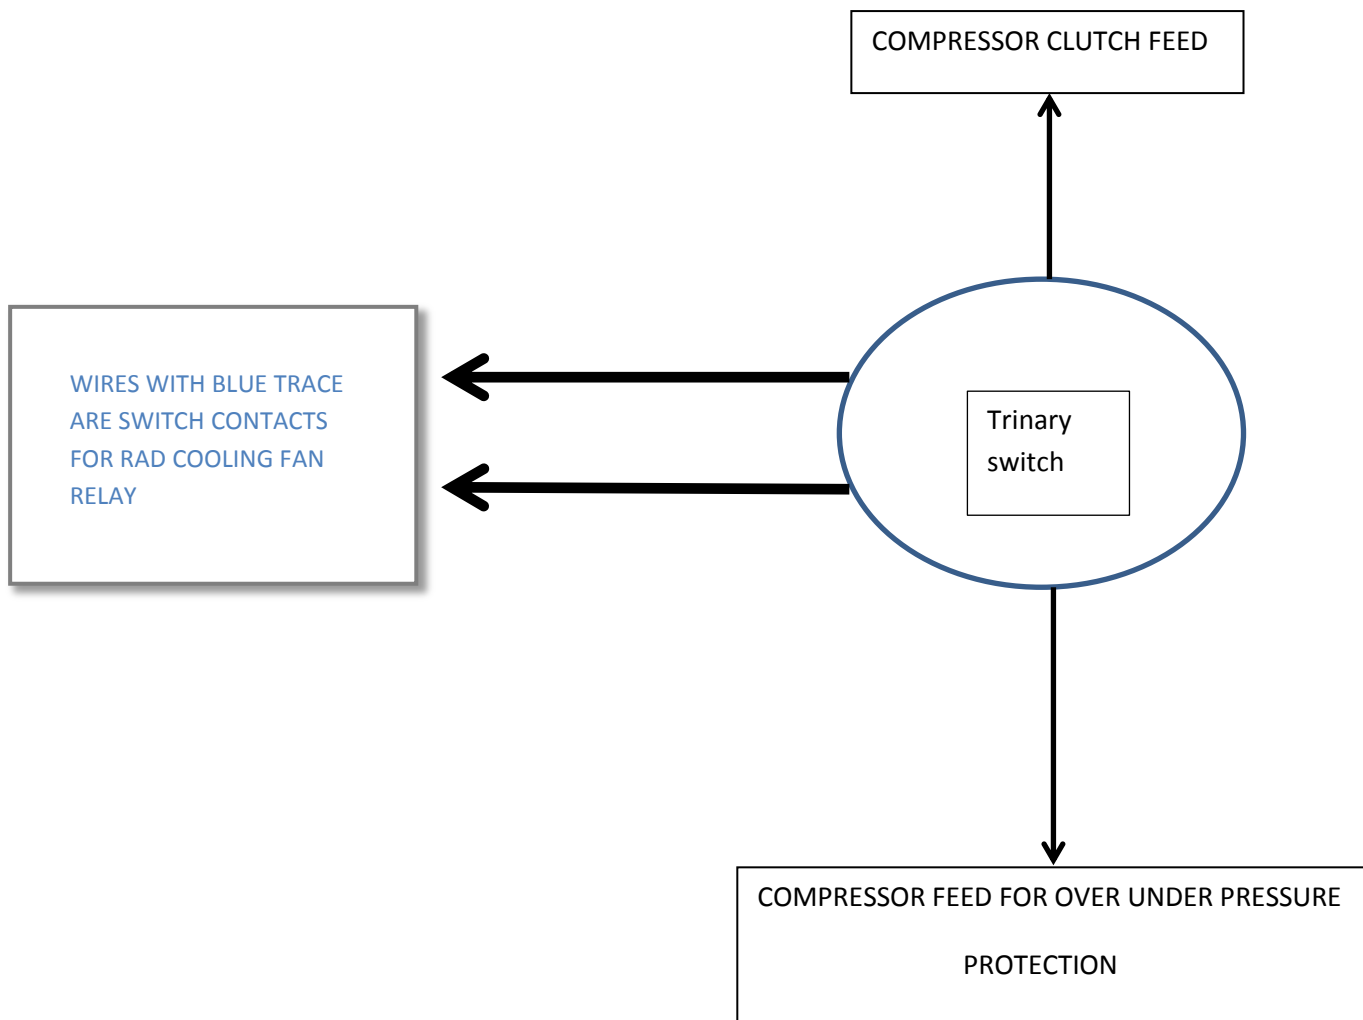 COMPRESSOR CLUTCH FEED
WIRES WITH BLUE TRACE
ARE SWITCH CONTACTS
FOR RAD COOLING FAN
RELAY
Trinary
switch
COMPRESSOR FEED FOR OVER UNDER PRESSURE
PROTECTION